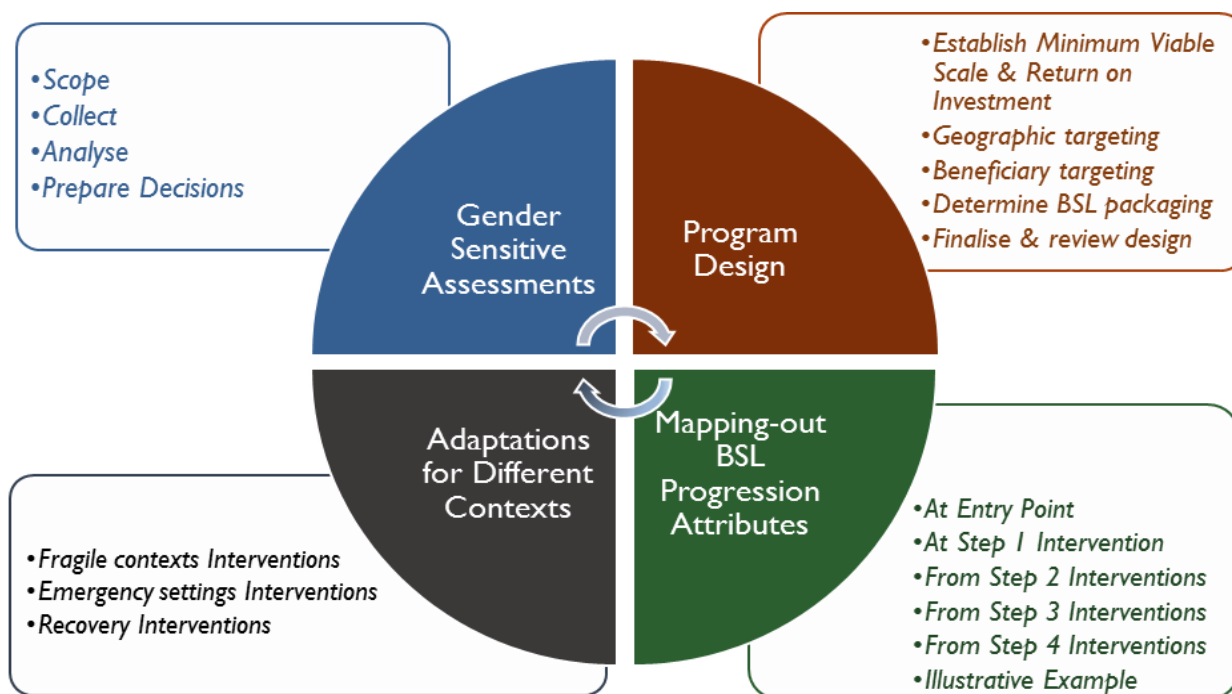 •Scope
•Collect
•Analyse
•Prepare Decisions
Gender
Sensitive
Assessments
Program
Design
•Establish Minimum Viable
Scale & Return on
Investment
•Geographic targeting
•Beneficiary targeting
•Determine BSL packaging
•Finalise & review design
Adaptations
for Different
Contexts
•Fragile contexts Interventions
•Emergency settings Interventions
•Recovery Interventions
Mapping-out
BSL
Progression
Attributes
•At Entry Point
•At Step 1 Intervention
•From Step 2 Interventions
•From Step 3 Interventions
•From Step 4 Interventions
•Illustrative Example